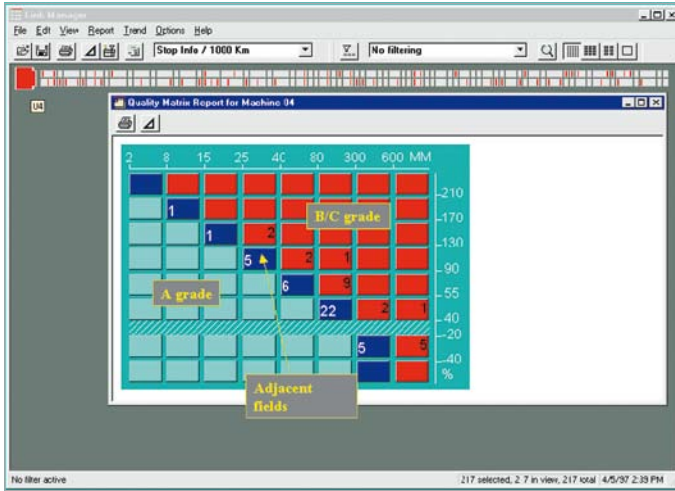 Link Manager
File Edt View Report Trend Options Help
Stop Info / 1000 Km No filtering
U4
Quality Matrix Report for Machine 04
2 8 15 25 40 80 300 600 MM
210
1 170
B/C grade
1 2 130
5 2 1 90
6 9 55
A grade
22 2 1 40
-20
5 5
-40
%
Adjacent
fields
No filter active 217 selected, 2 7 in view, 217 total 4/5/97 2:39 PM